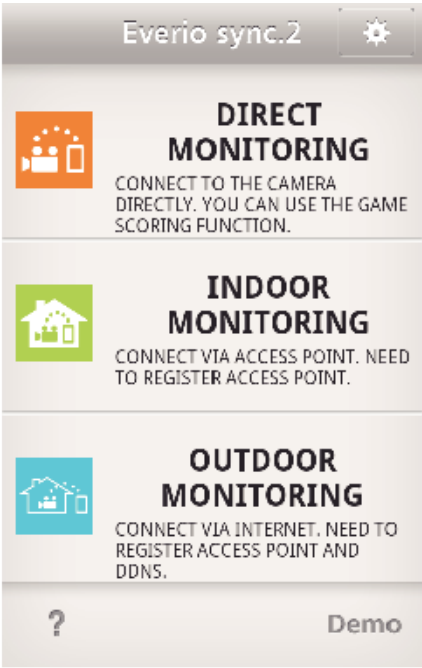 Everio sync.2
DIRECT
MONITORING
CONNECT TO THE CAMERA
DIRECTLY. YOU CAN USE THE GAME
SCORING FUNCTION.
INDOOR
MONITORING
CONNECT VIA ACCESS POINT. NEED
TO REGISTER ACCESS POINT.
OUTDOOR
MONITORING
CONNECT VIA INTERNET. NEED TO
REGISTER ACCESS POINT AND
DDNS.
? Demo